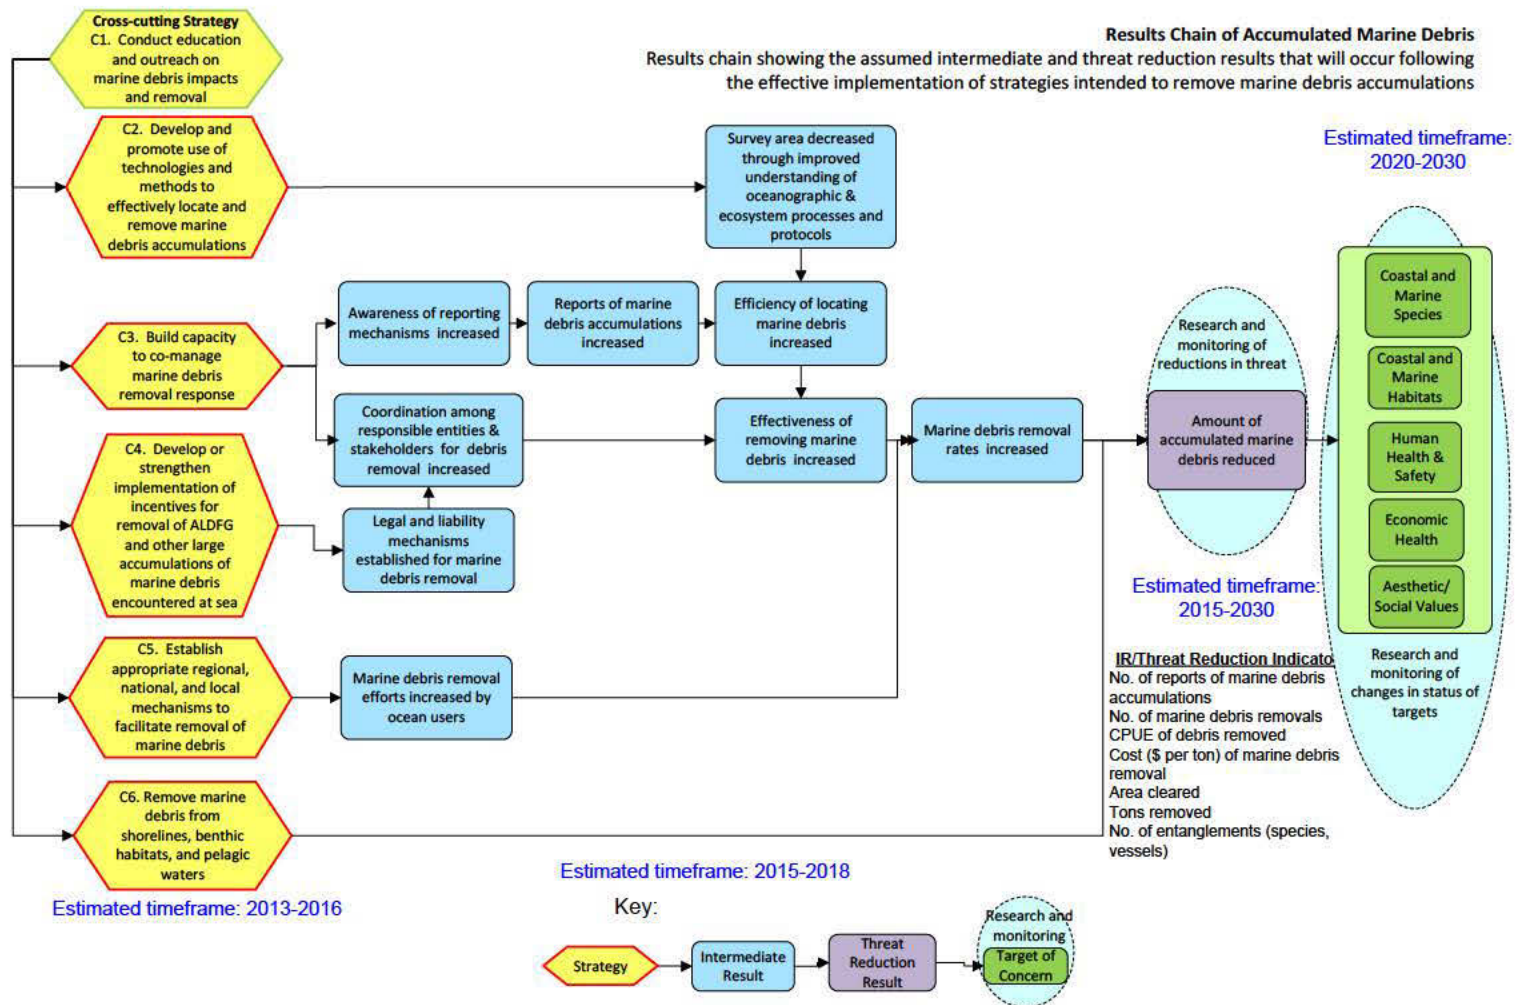 Cross-cutting Strategy
C1. Conduct education
and outreach on
marine debris impacts
and removal
Results Chain of Accumulated Marine Debris
Results chain showing the assumed intermediate and threat reduction results that will occur following
the effective implementation of strategies intended to remove marine debris accumulations
C2. Develop and
promote use of
technologies and
methods to
effectively locate and
remove marine
debris accumulations
Survey area decreased
through improved
understanding of
oceanographic &
ecosystem processes and
protocols
Estimated timeframe:
2020-2030
C3. Build capacity
to co-manage
marine debris
removal response
Awareness of reporting
mechanisms increased
Reports of marine
debris accumulations
increased
Efficiency of locating
marine debris
increased
Coordination among
responsible entities &
stakeholders for debris
removal increased
Effectiveness of
removing marine
debris increased
Marine debris removal
rates increased
Research and
monitoring of
reductions in threat
Amount of
accumulated marine
debris reduced
Coastal and
Marine
Species
Coastal and
Marine
Habitats
Human
Health &
Safety
Economic
Health
Aesthetic/
Social Values
Research and
monitoring of
changes in status of
targets
C4. Develop or
strengthen
implementation of
incentives for
removal of ALDFG
and other large
accumulations of
marine debris
encountered at sea
Legal and liability
mechanisms
established for marine
debris removal
Estimated timeframe:
2015-2030
IR/Threat Reduction Indicato
No. of reports of marine debris
accumulations
No. of marine debris removals
CPUE of debris removed
Cost ($ per ton) of marine debris
removal
Area cleared
Tons removed
No. of entanglements (species,
vessels)
C5. Establish
appropriate regional,
national, and local
mechanisms to
facilitate removal of
marine debris
Marine debris removal
efforts increased by
ocean users
C6. Remove marine
debris from
shorelines, benthic
habitats, and pelagic
waters
Estimated timeframe: 2013-2016
Estimated timeframe: 2015-2018
Key:
Strategy
Intermediate
Result
Threat
Reduction
Result
Research and
monitoring
Target of
Concern